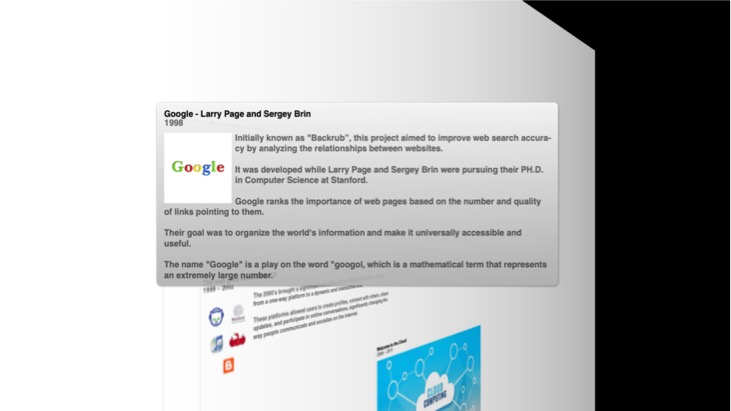 Google - Larry Page and Sergey Brin
1998
Initially known as "Backrub", this project aimed to improve web search accura-
cy by analyzing the relationships between websites.
Google
It was developed while Larry Page and Sergey Brin were pursuing their PH.D.
in Computer Science at Stanford.
Google ranks the importance of web pages based on the number and quality
of links pointing to them.
Their goal was to organize the world's information and make it universally accessible and
useful.
The name "Google" is a play on the word "googol, which is a mathematical term that represents
an extremely large number.
The 2000's brought a significant
from a one-way platform to a dynamic and interactive
These platforms allowed users to create profiles, connect with others, share
updates, and participate in online conversations, significantly changing the
way people communicate and socialize on the internet.
Welcome to the Cloud
CLOUD
COMPUTING